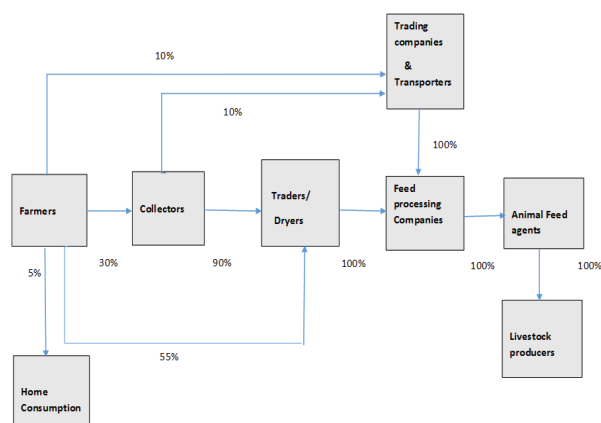 Trading
companies
&
Transporters
10%
10%
100%
Farmers
Collectors
Traders/
Dryers
Feed
processing
Companies
Animal Feed
agents
5%
30%
90%
100%
100%
100%
55%
Livestock
producers
Home
Consumption